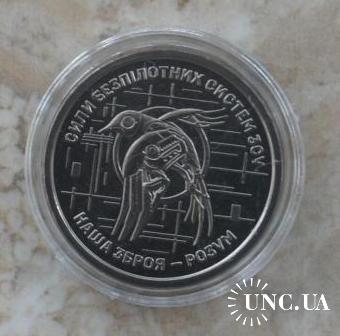 СИЛИ БЕЗПІЛОТНИХ СИСТЕМ ЗСУ
НАША ЗБРОЯ – РОЗУМ
UNC.UA